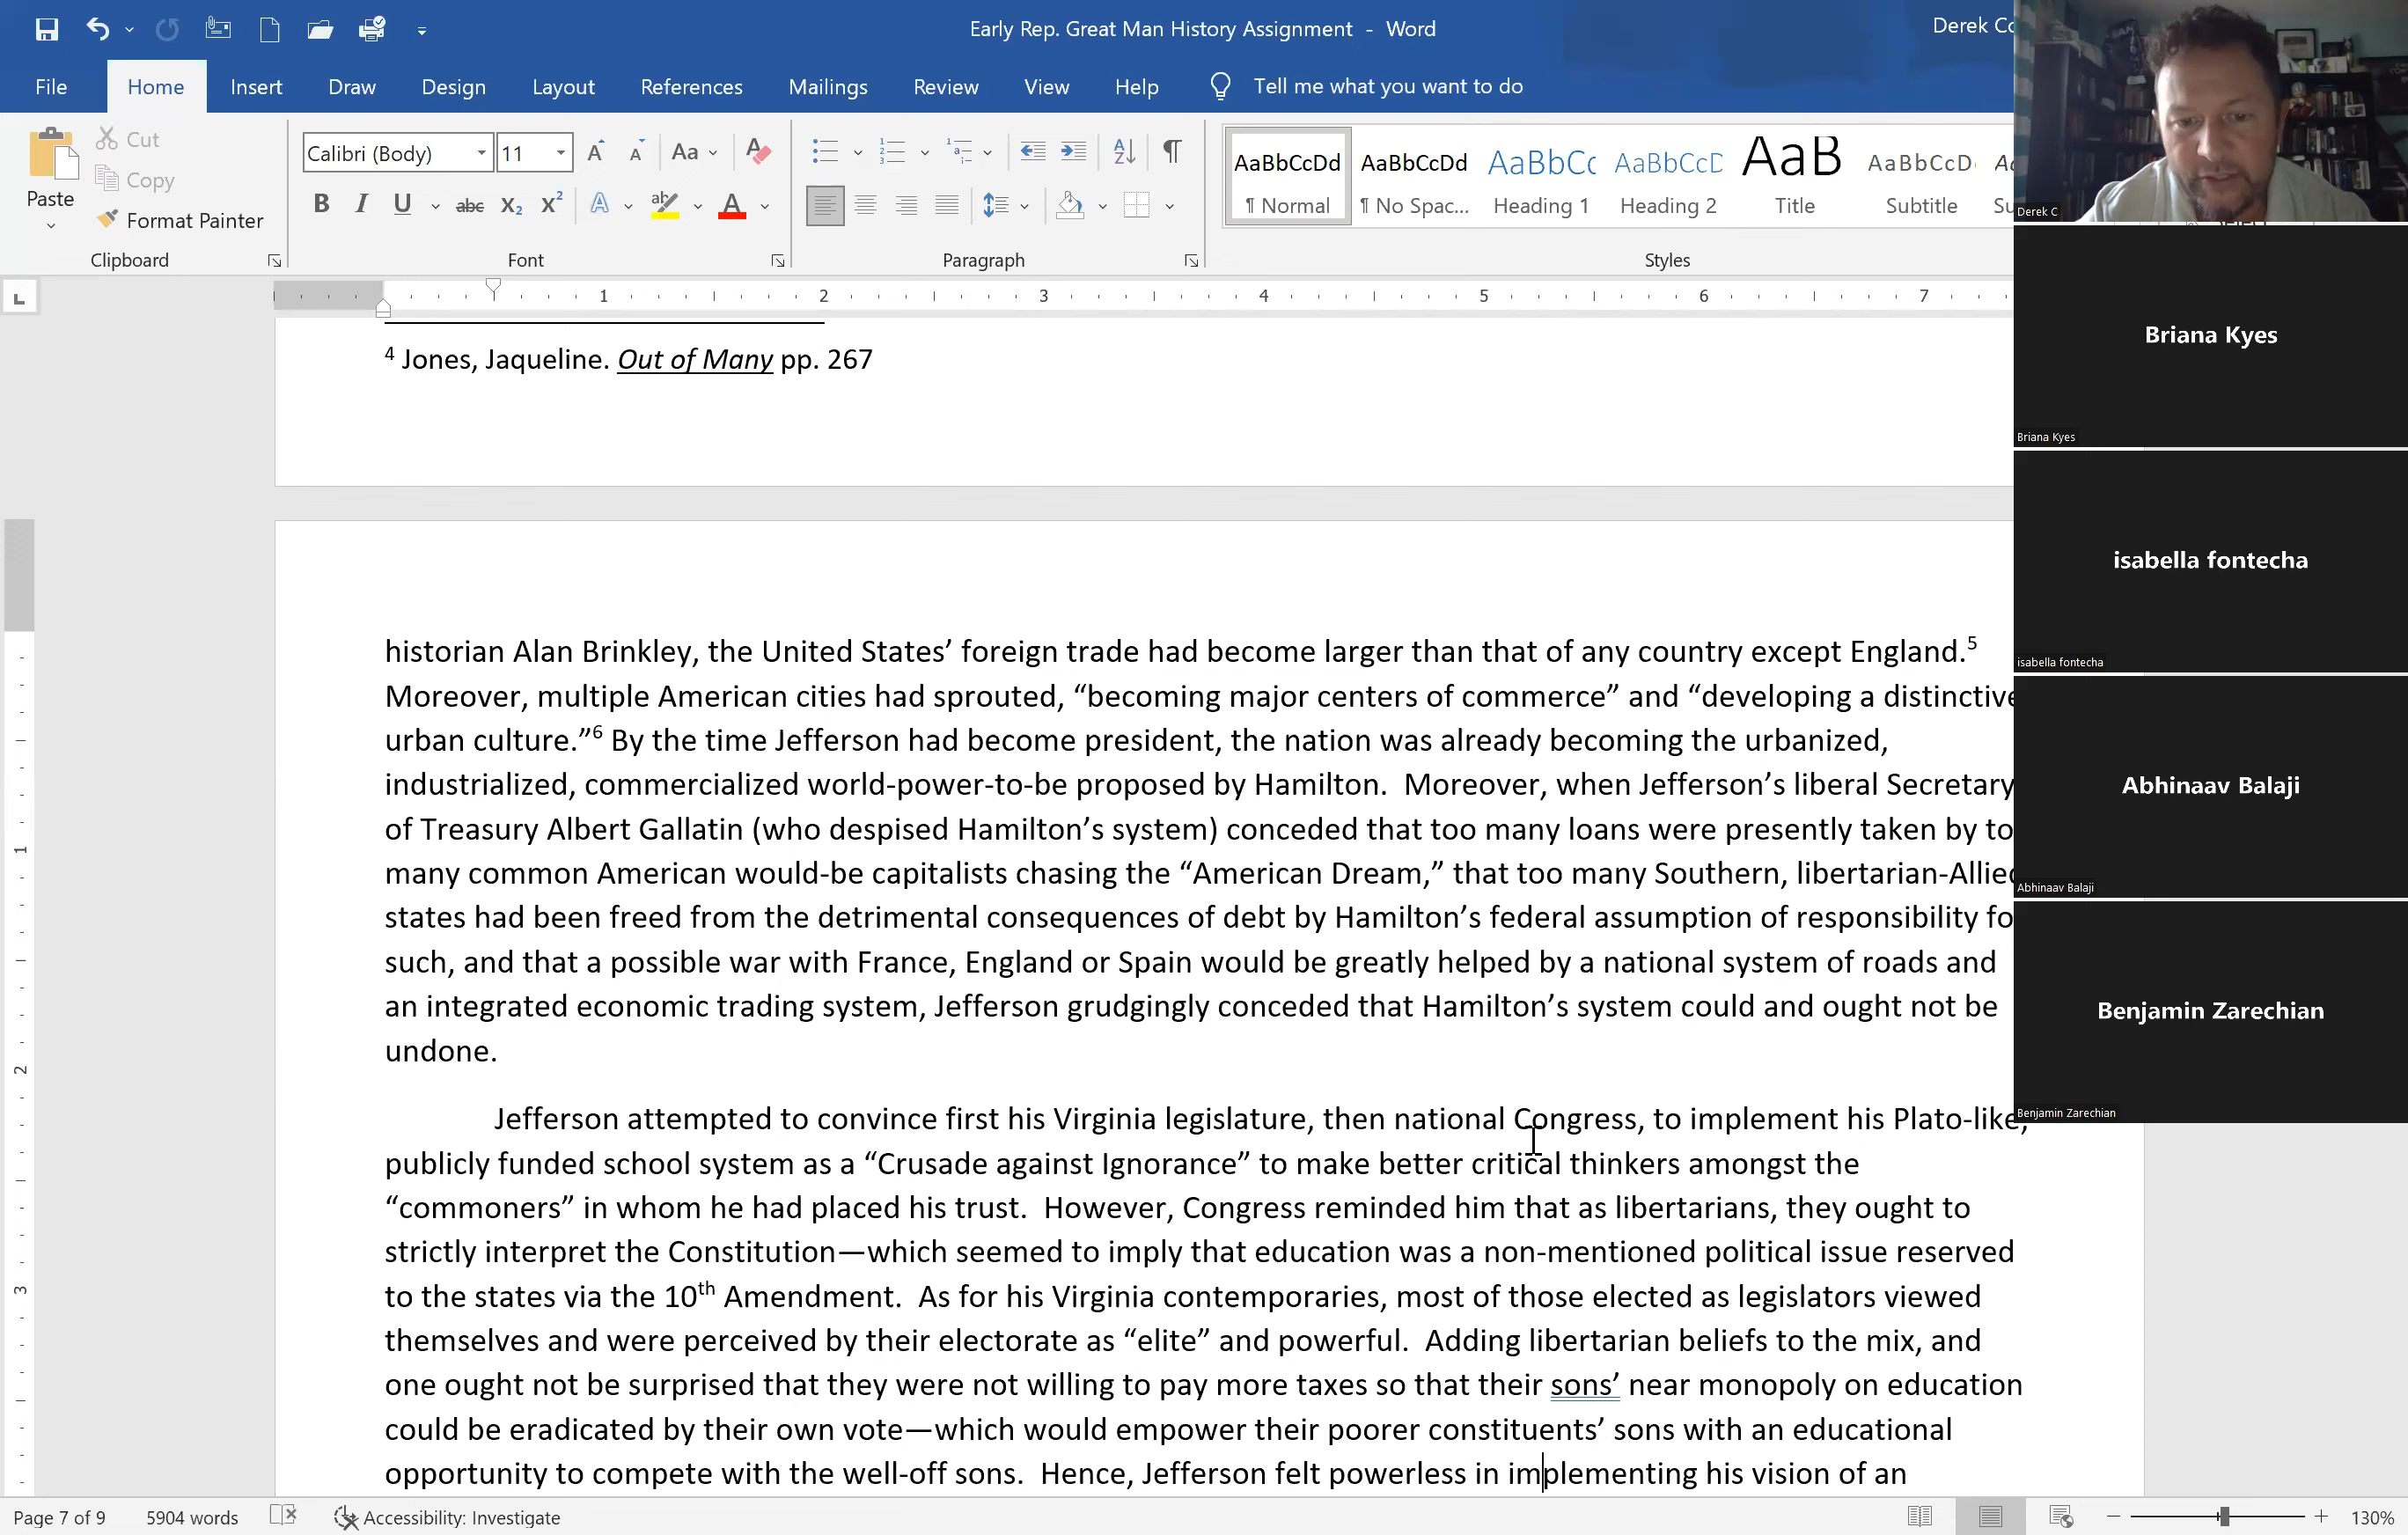 Early Rep. Great Man History Assignment - Word
Derek Co
File Home Insert Draw Design Layout References Mailings Review View Help Tell me what you want to do
Paste
Cut
Copy
Format Painter
Clipboard
Calibri (Body) 11
Font
Paragraph
AaBbCcDd AaBbCcDd AaBbCc AaBbCcD AaB AaBbCcD
¶ Normal ¶ No Spac... Heading 1 Heading 2 Title Subtitle
Styles
1 2 3 4 5 6 7
4 Jones, Jaqueline. Out of Many pp. 267
historian Alan Brinkley, the United States’ foreign trade had become larger than that of any country except England.5
Moreover, multiple American cities had sprouted, “becoming major centers of commerce” and “developing a distinctive
urban culture.”6 By the time Jefferson had become president, the nation was already becoming the urbanized,
industrialized, commercialized world-power-to-be proposed by Hamilton.  Moreover, when Jefferson’s liberal Secretary
of Treasury Albert Gallatin (who despised Hamilton’s system) conceded that too many loans were presently taken by to
many common American would-be capitalists chasing the “American Dream,” that too many Southern, libertarian-Allied
states had been freed from the detrimental consequences of debt by Hamilton’s federal assumption of responsibility fo
such, and that a possible war with France, England or Spain would be greatly helped by a national system of roads and
an integrated economic trading system, Jefferson grudgingly conceded that Hamilton’s system could and ought not be
undone.
Jefferson attempted to convince first his Virginia legislature, then national Congress, to implement his Plato-like,
publicly funded school system as a “Crusade against Ignorance” to make better critical thinkers amongst the
“commoners” in whom he had placed his trust.  However, Congress reminded him that as libertarians, they ought to
strictly interpret the Constitution—which seemed to imply that education was a non-mentioned political issue reserved
to the states via the 10th Amendment.  As for his Virginia contemporaries, most of those elected as legislators viewed
themselves and were perceived by their electorate as “elite” and powerful.  Adding libertarian beliefs to the mix, and
one ought not be surprised that they were not willing to pay more taxes so that their sons’ near monopoly on education
could be eradicated by their own vote—which would empower their poorer constituents’ sons with an educational
opportunity to compete with the well-off sons.  Hence, Jefferson felt powerless in implementing his vision of an
1
2
3
Derek C
Briana Kyes
Briana Kyes
isabella fontecha
isabella fontecha
Abhinaav Balaji
Abhinaav Balaji
Benjamin Zarechian
Benjamin Zarechian
Page 7 of 9 5904 words Accessibility: Investigate 130%